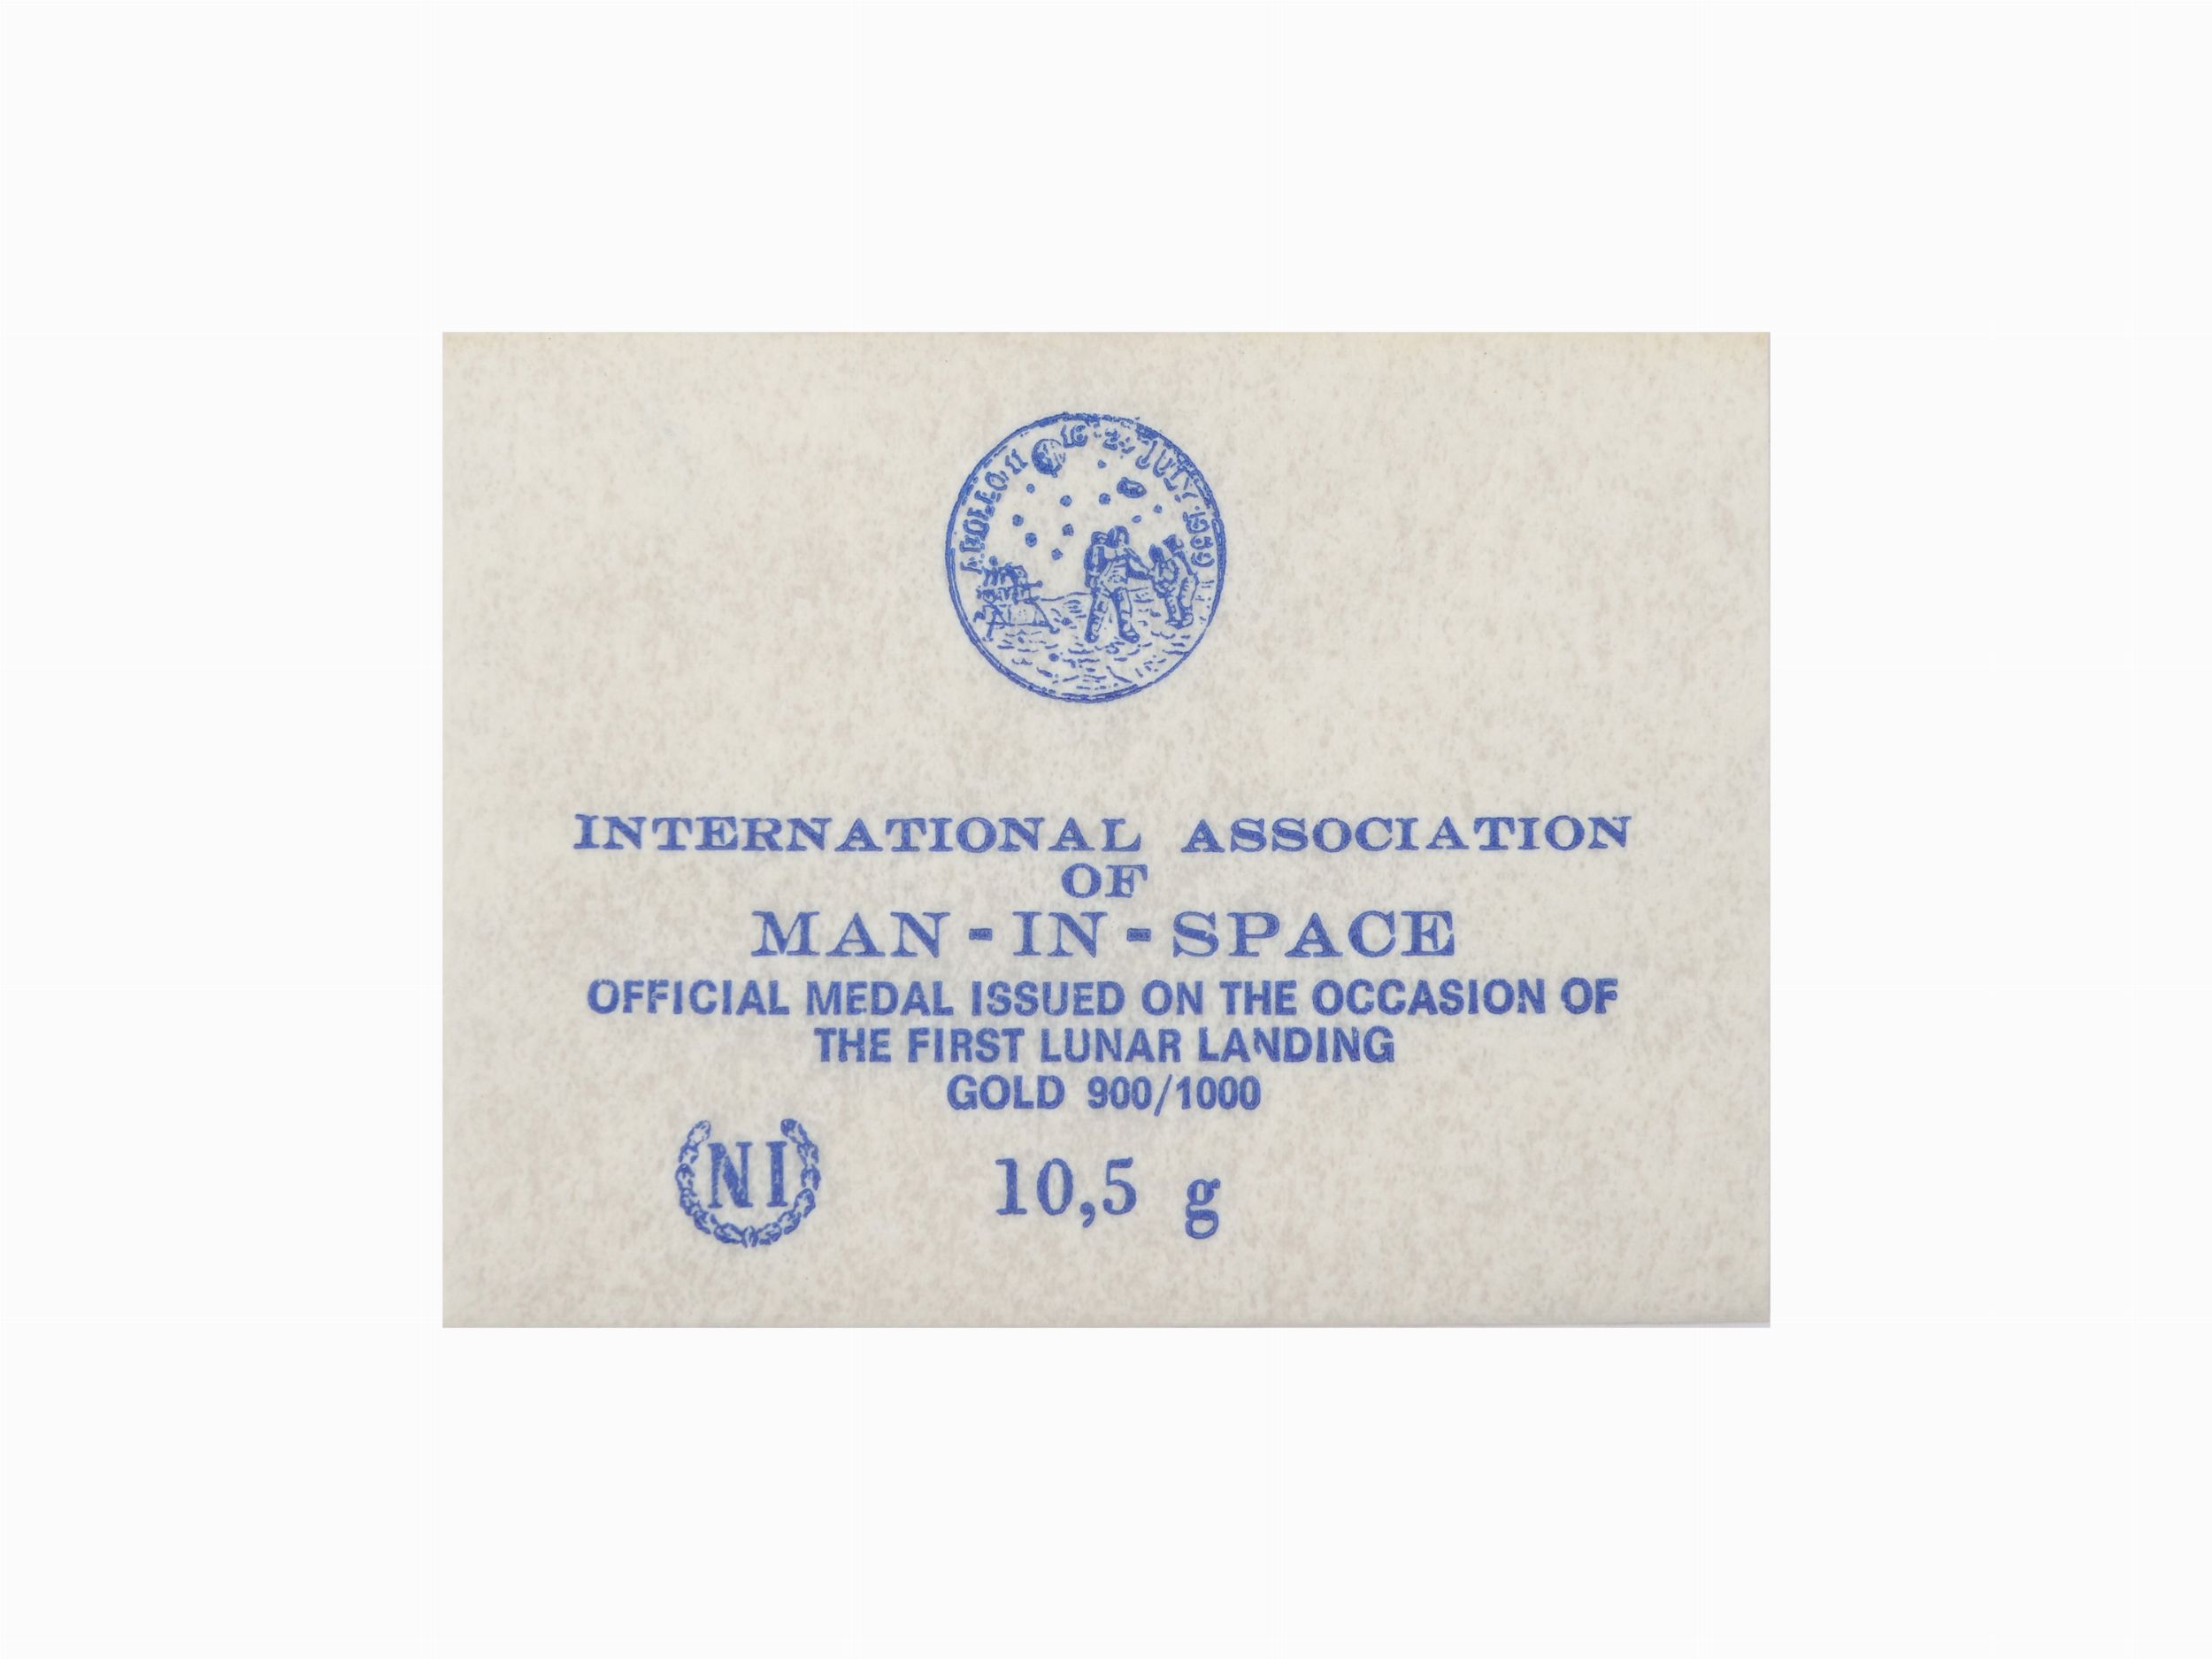 APOLLO 11 16-24 JULY 1969
INTERNATIONAL ASSOCIATION
OF
MAN-IN-SPACE
OFFICIAL MEDAL ISSUED ON THE OCCASION OF
THE FIRST LUNAR LANDING
GOLD 900/1000
NI
10,5 g